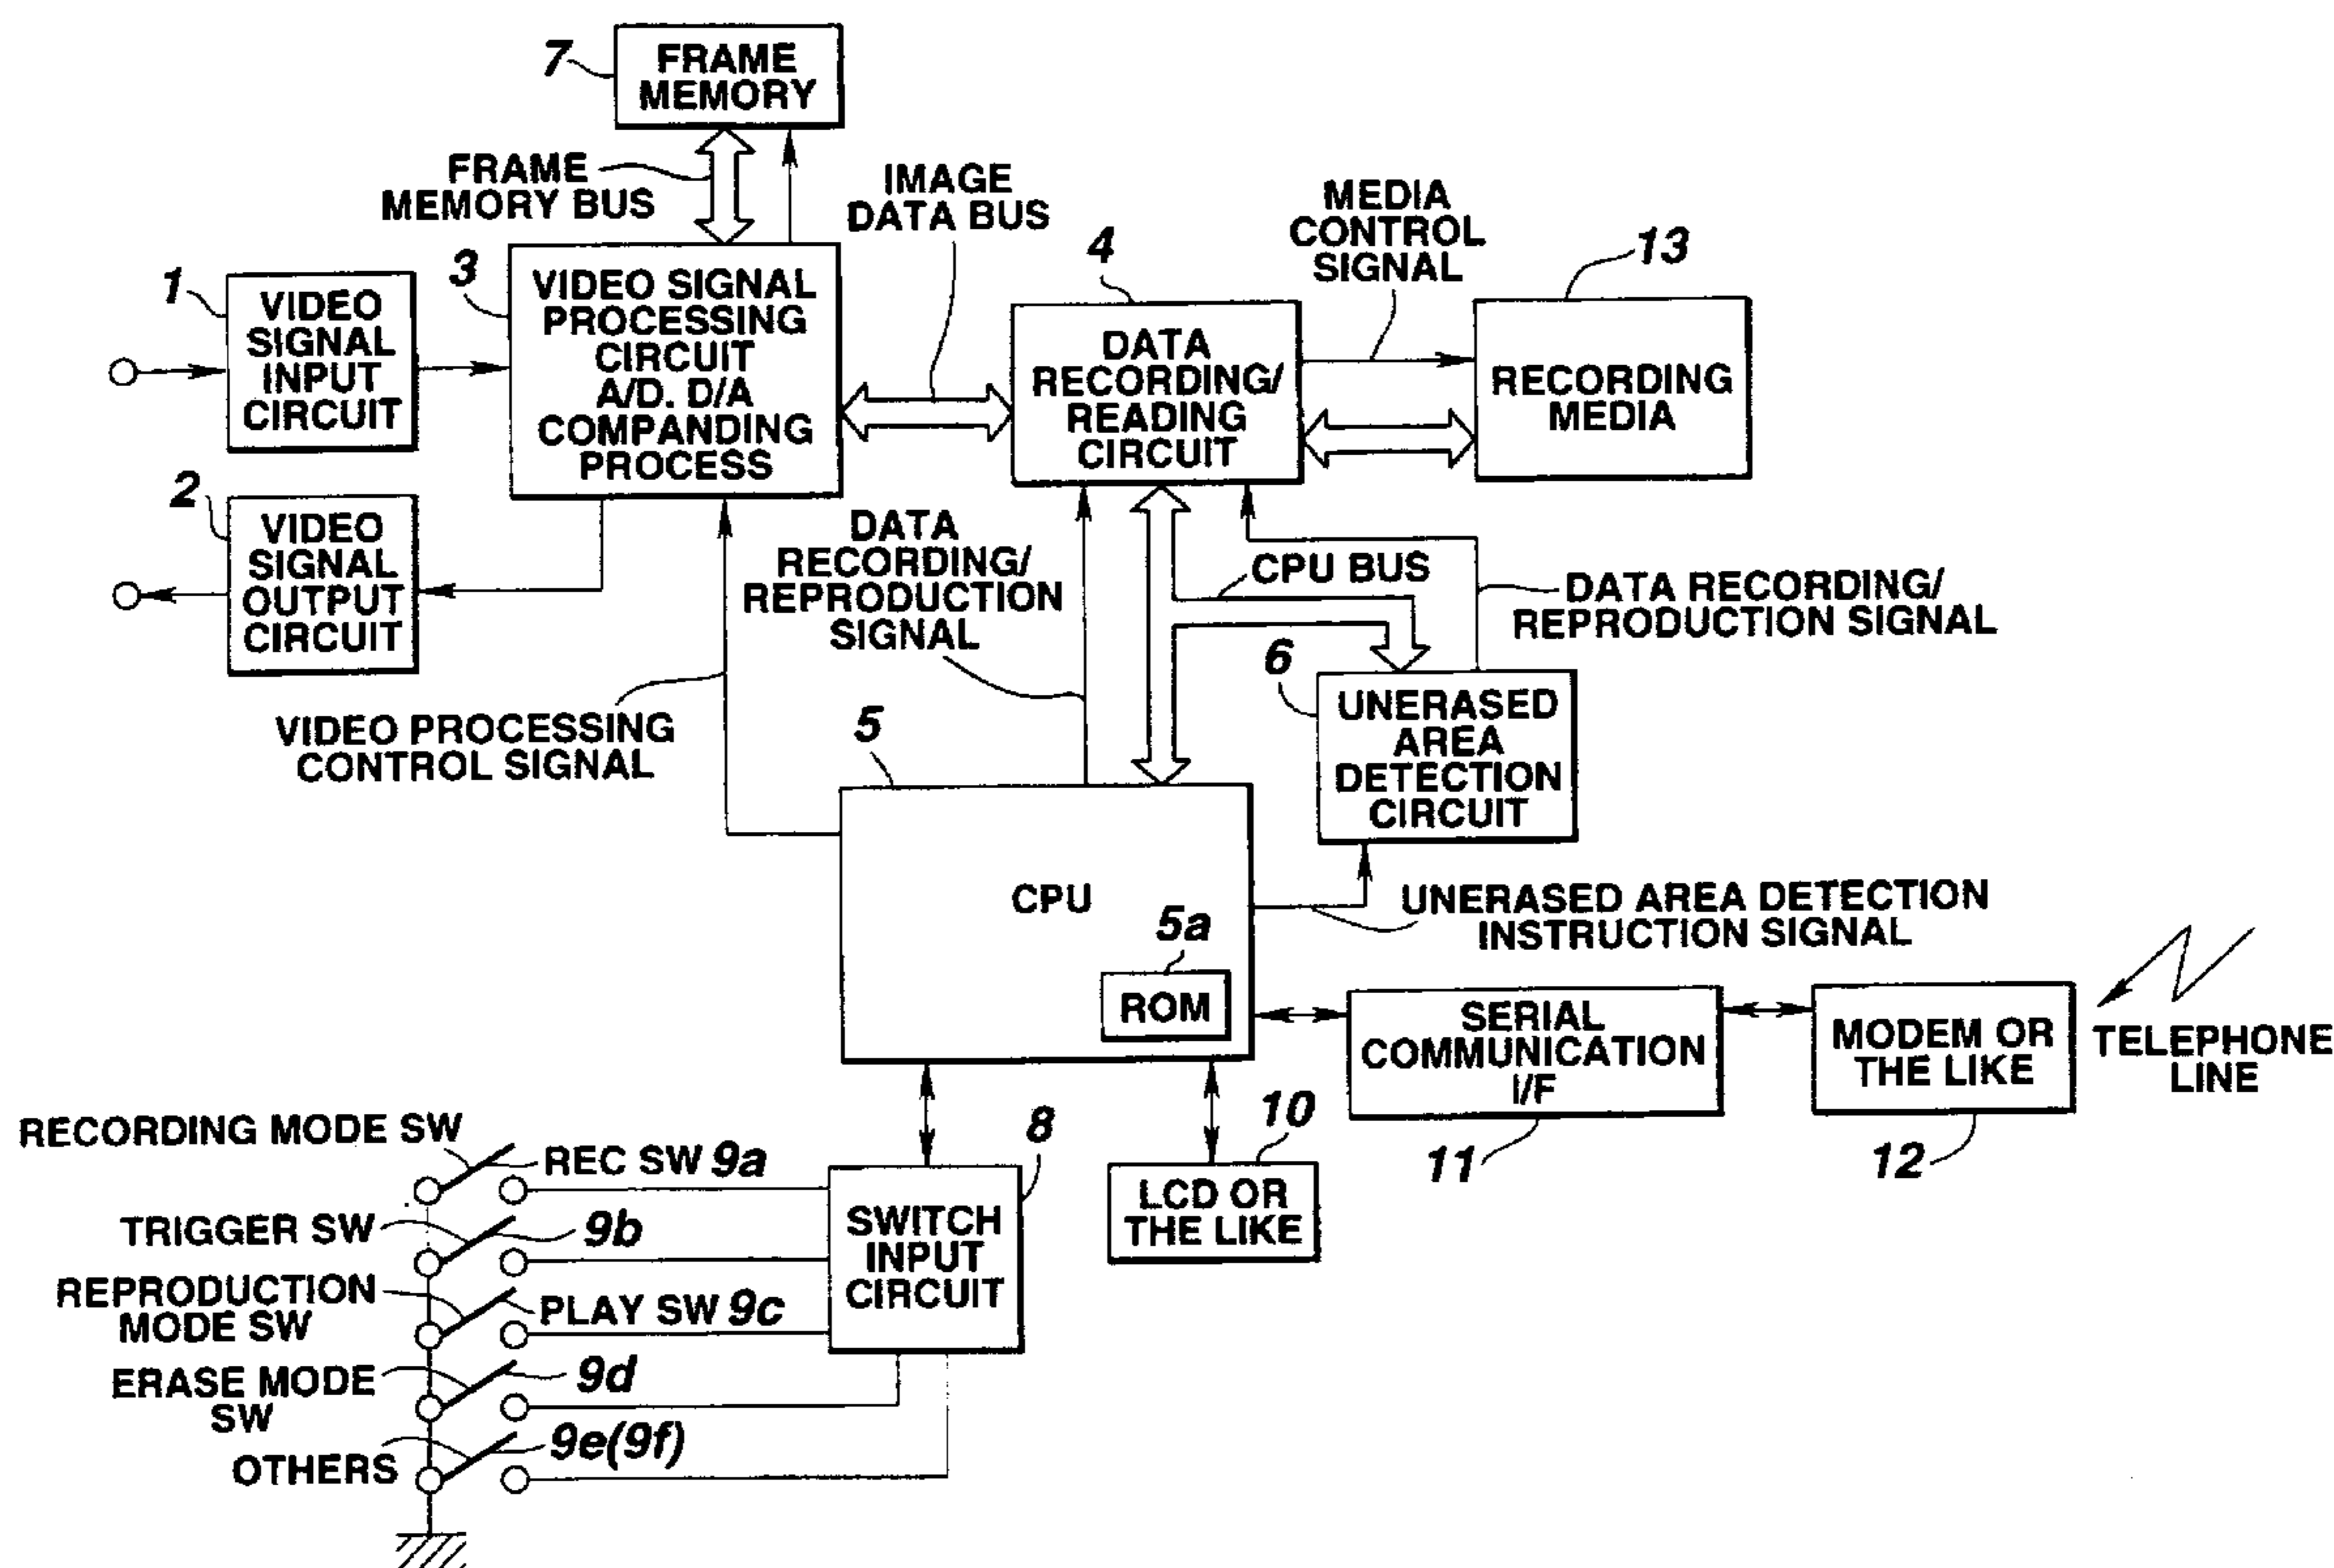 7
FRAME
MEMORY
FRAME
MEMORY BUS
IMAGE
DATA BUS
MEDIA
CONTROL
SIGNAL
1
VIDEO
SIGNAL
INPUT
CIRCUIT
3
VIDEO SIGNAL
PROCESSING
CIRCUIT
A/D. D/A
COMPANDING
PROCESS
4
DATA
RECORDING/
READING
CIRCUIT
13
RECORDING
MEDIA
2
VIDEO
SIGNAL
OUTPUT
CIRCUIT
DATA
RECORDING/
REPRODUCTION
SIGNAL
CPU BUS
DATA RECORDING/
REPRODUCTION SIGNAL
VIDEO PROCESSING
CONTROL SIGNAL
6
UNERASED
AREA
DETECTION
CIRCUIT
5
CPU
5a
ROM
UNERASED AREA DETECTION
INSTRUCTION SIGNAL
SERIAL
COMMUNICATION
I/F
11
MODEM OR
THE LIKE
12
TELEPHONE
LINE
RECORDING MODE SW
REC SW 9a
TRIGGER SW
9b
REPRODUCTION
MODE SW
PLAY SW 9c
ERASE MODE
SW
9d
OTHERS
9e(9f)
8
SWITCH
INPUT
CIRCUIT
10
LCD OR
THE LIKE